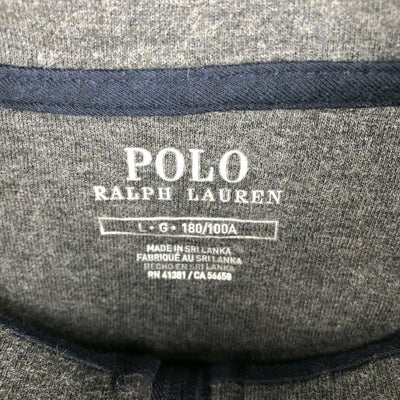 POLO
RALPH LAUREN
L • G • 180/100A
MADE IN SRI LANKA
FABRIQUÉ AU SRI LANKA
HECHO EN SRI LANKA
RN 41381 / CA 56658